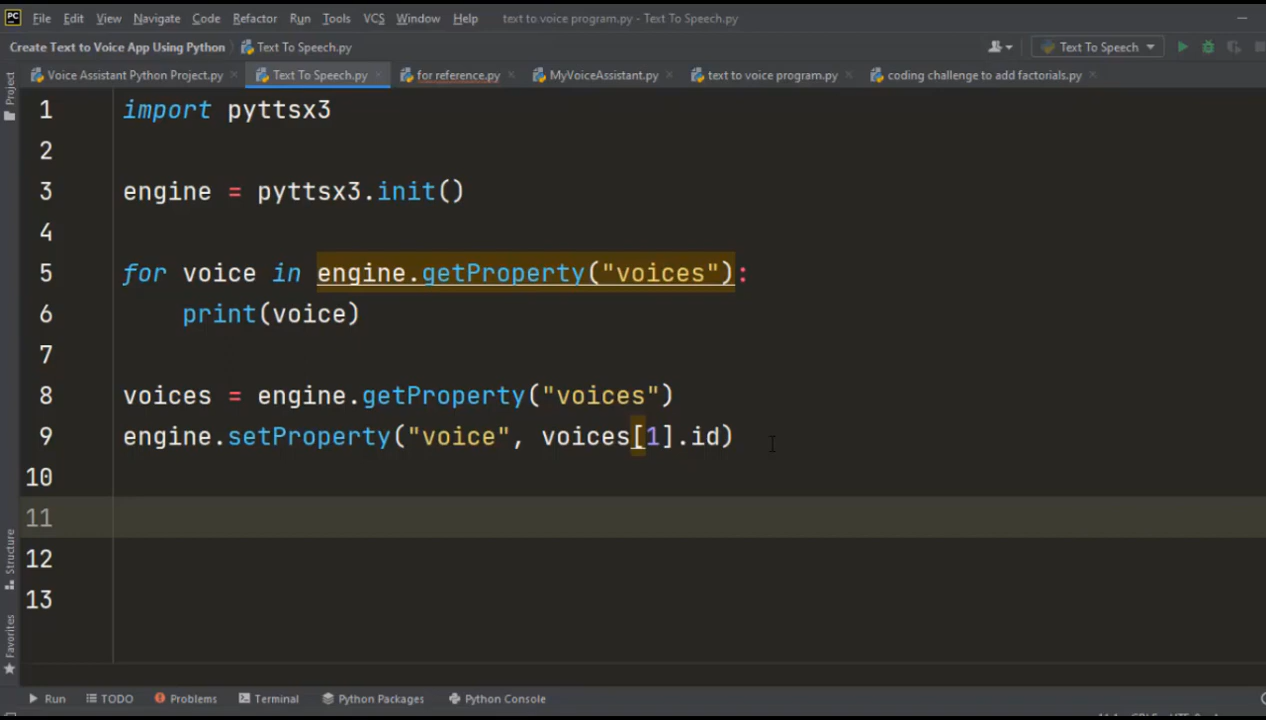 PC File Edit View Navigate Code Refactor Run Tools VCS Window Help text to voice program.py - Text To Speech.py
Create Text to Voice App Using Python Text To Speech.py Text To Speech
Project Voice Assistant Python Project.py Text To Speech.py for reference.py MyVoiceAssistant.py text to voice program.py coding challenge to add factorials.py
1 import pyttsx3
2
3 engine = pyttsx3.init()
4
5 for voice in engine.getProperty("voices"):
6     print(voice)
7
8 voices = engine.getProperty("voices")
9 engine.setProperty("voice", voices[1].id)
10
11
12
13
Structure
Favorites
Run TODO Problems Terminal Python Packages Python Console